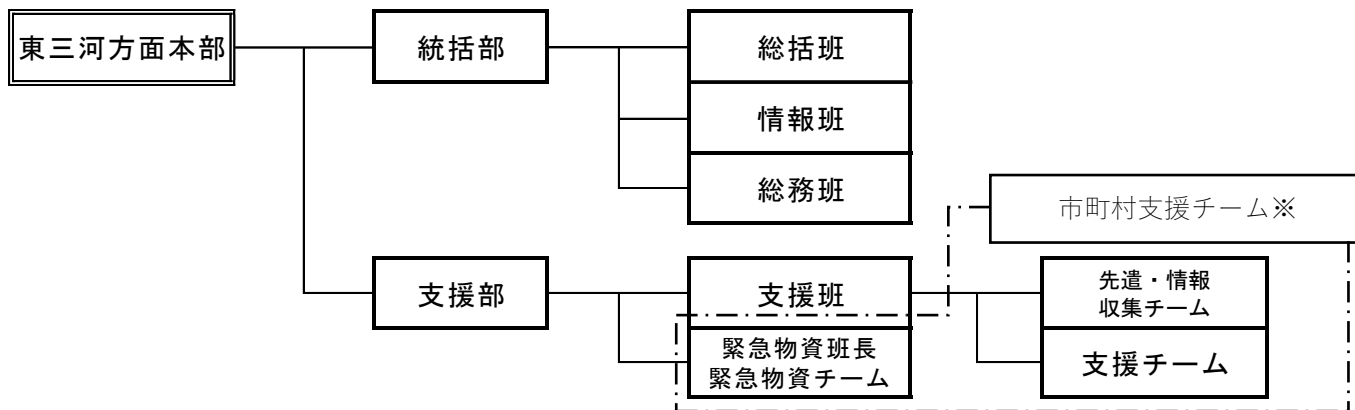 東三河方面本部
統括部
総括班
情報班
総務班
市町村支援チーム※
支援部
支援班
先遣・情報
収集チーム
緊急物資班長
緊急物資チーム
支援チーム